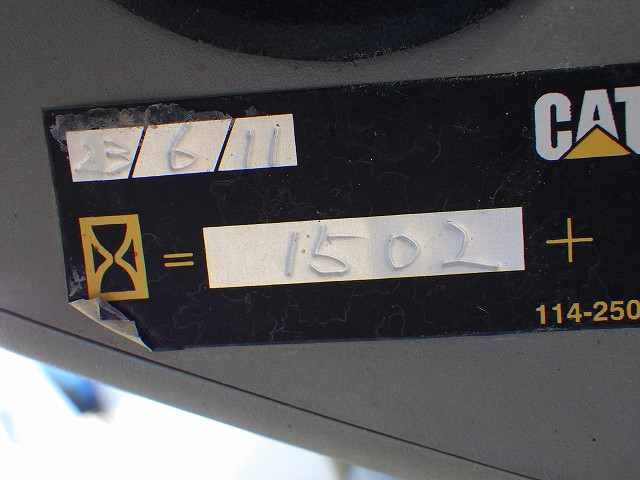 CAT
23/6/11
= 1502 +
114-250